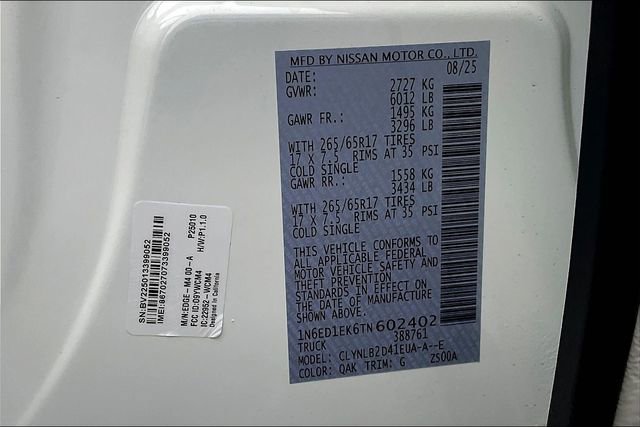 MFD BY NISSAN MOTOR CO., LTD.
DATE: 08/25
GVWR: 2727 KG
6012 LB
GAWR FR.: 1495 KG
3296 LB
WITH 265/65R17 TIRES
17 X 7.5 RIMS AT 35 PSI
COLD SINGLE
GAWR RR.: 1558 KG
3434 LB
WITH 265/65R17 TIRES
17 X 7.5 RIMS AT 35 PSI
COLD SINGLE
THIS VEHICLE CONFORMS TO
ALL APPLICABLE FEDERAL
MOTOR VEHICLE SAFETY AND
THEFT PREVENTION
STANDARDS IN EFFECT ON
THE DATE OF MANUFACTURE
SHOWN ABOVE.
1N6ED1EK6TN602402
TRUCK 388761
MODEL: CLYNLB2D41EUA-A--E
COLOR: QAK TRIM: G ZS00A
SN:BV225013399052
IMEI:867027073399052
M/N:EDGE-M4 00-A P25010
FCC ID:O9YWCM4 H/W:P1.1.0
IC:22952-WCM4
Designed in California